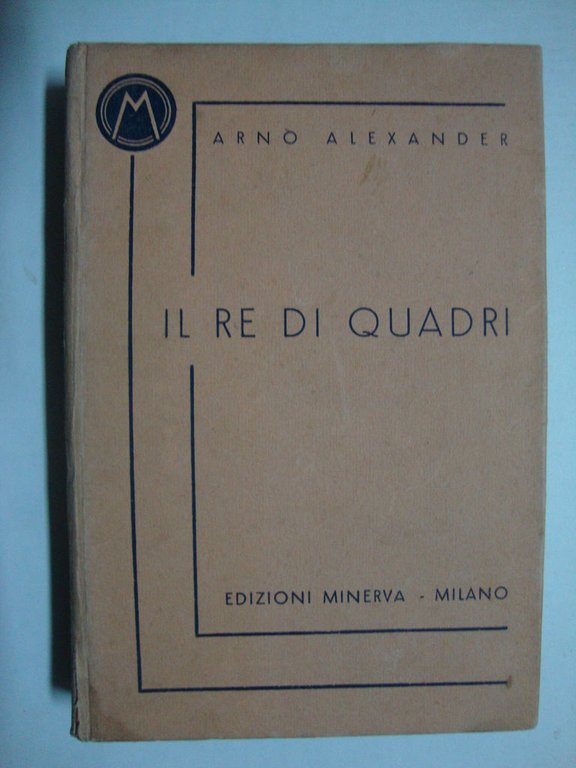 M
ARNÒ ALEXANDER
IL RE DI QUADRI
EDIZIONI MINERVA - MILANO